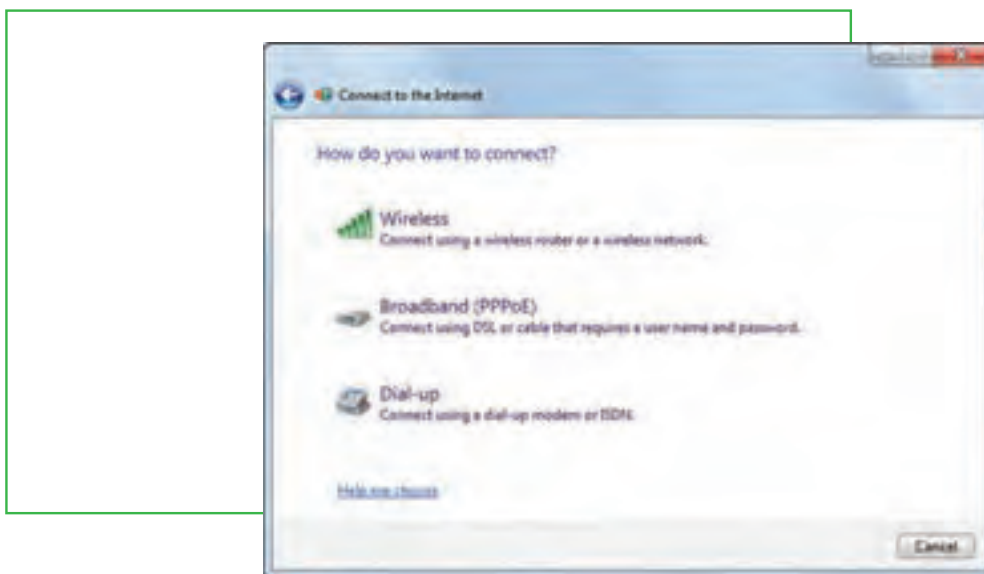 Connect to the Internet
How do you want to connect?
Wireless
Connect using a wireless router or a wireless network.
Broadband (PPPoE)
Connect using DSL or cable that requires a user name and password.
Dial-up
Connect using a dial-up modem or ISDN.
Help me choose
Cancel